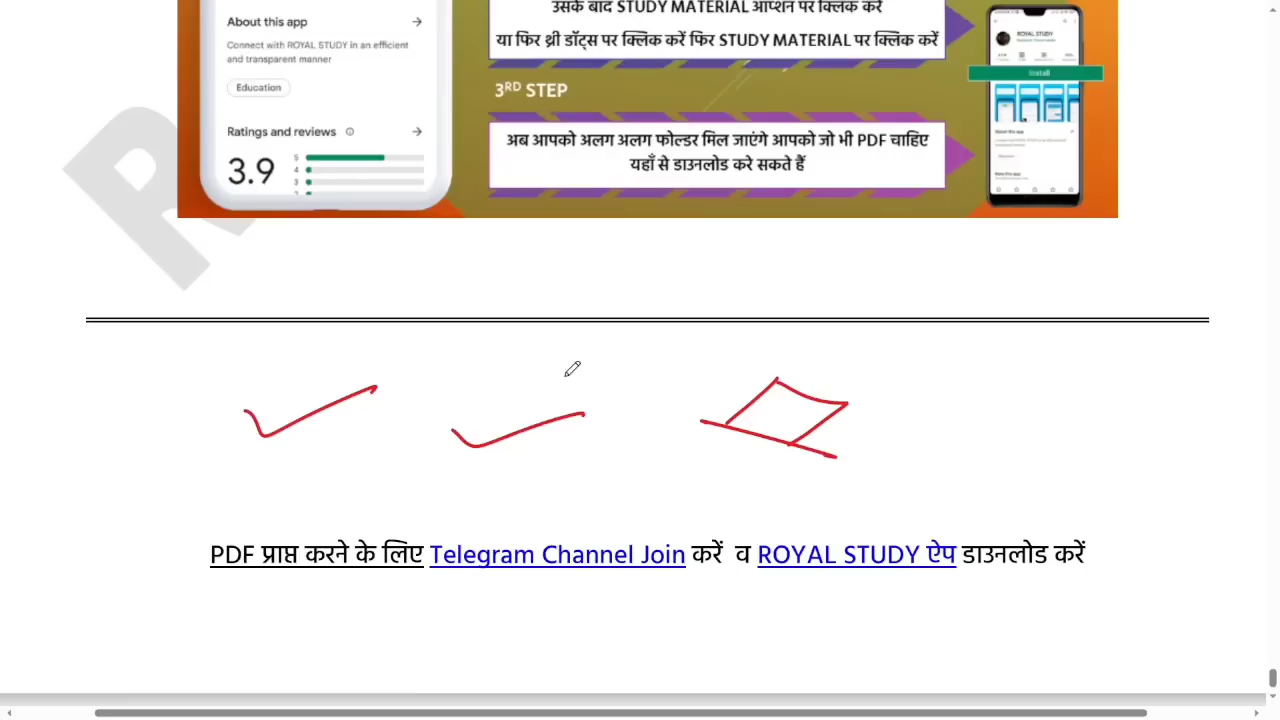 About this app
Connect with ROYAL STUDY in an efficient
and transparent manner
Education
Ratings and reviews
3.9
5
4
3
उसके बाद STUDY MATERIAL ऑप्शन पर क्लिक करें
या फिर थ्री डॉट्स पर क्लिक करें फिर STUDY MATERIAL पर क्लिक करें
3RD STEP
अब आपको अलग अलग फोल्डर मिल जाएंगे आपको जो भी PDF चाहिए
यहाँ से डाउनलोड करे सकते हैं
ROYAL STUDY
Install
PDF प्राप्त करने के लिए Telegram Channel Join करें व ROYAL STUDY ऐप डाउनलोड करें